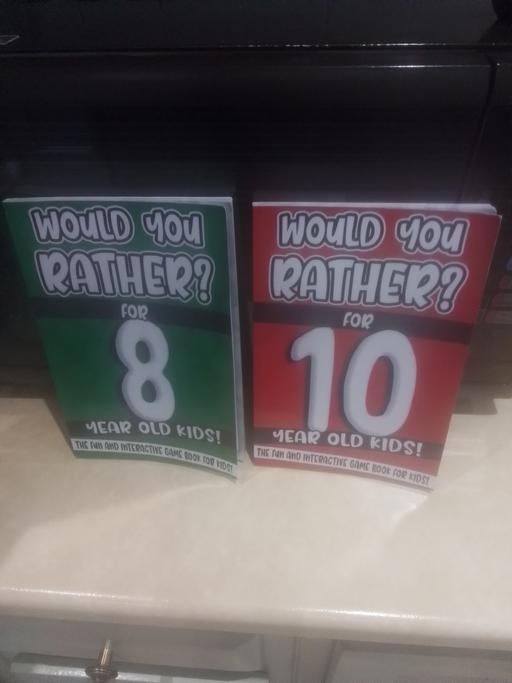 WOULD YOU
RATHER?
FOR
8
YEAR OLD KIDS!
THE FUN AND INTERACTIVE GAME BOOK FOR KIDS!
WOULD YOU
RATHER?
FOR
10
YEAR OLD KIDS!
THE FUN AND INTERACTIVE GAME BOOK FOR KIDS!